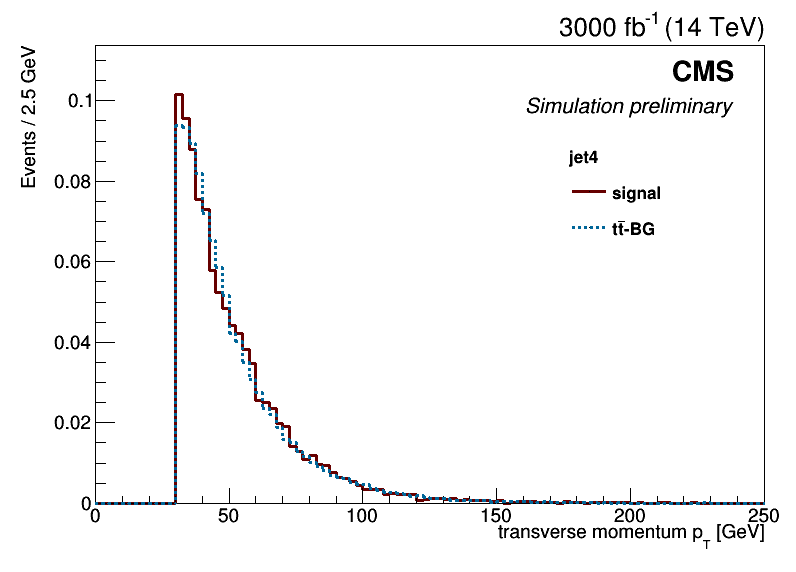 3000 fb⁻¹ (14 TeV)
Events / 2.5 GeV
CMS
Simulation preliminary
jet4
signal
tt̄-BG
0.1
0.08
0.06
0.04
0.02
0
0 50 100 150 200 250
transverse momentum p_T [GeV]